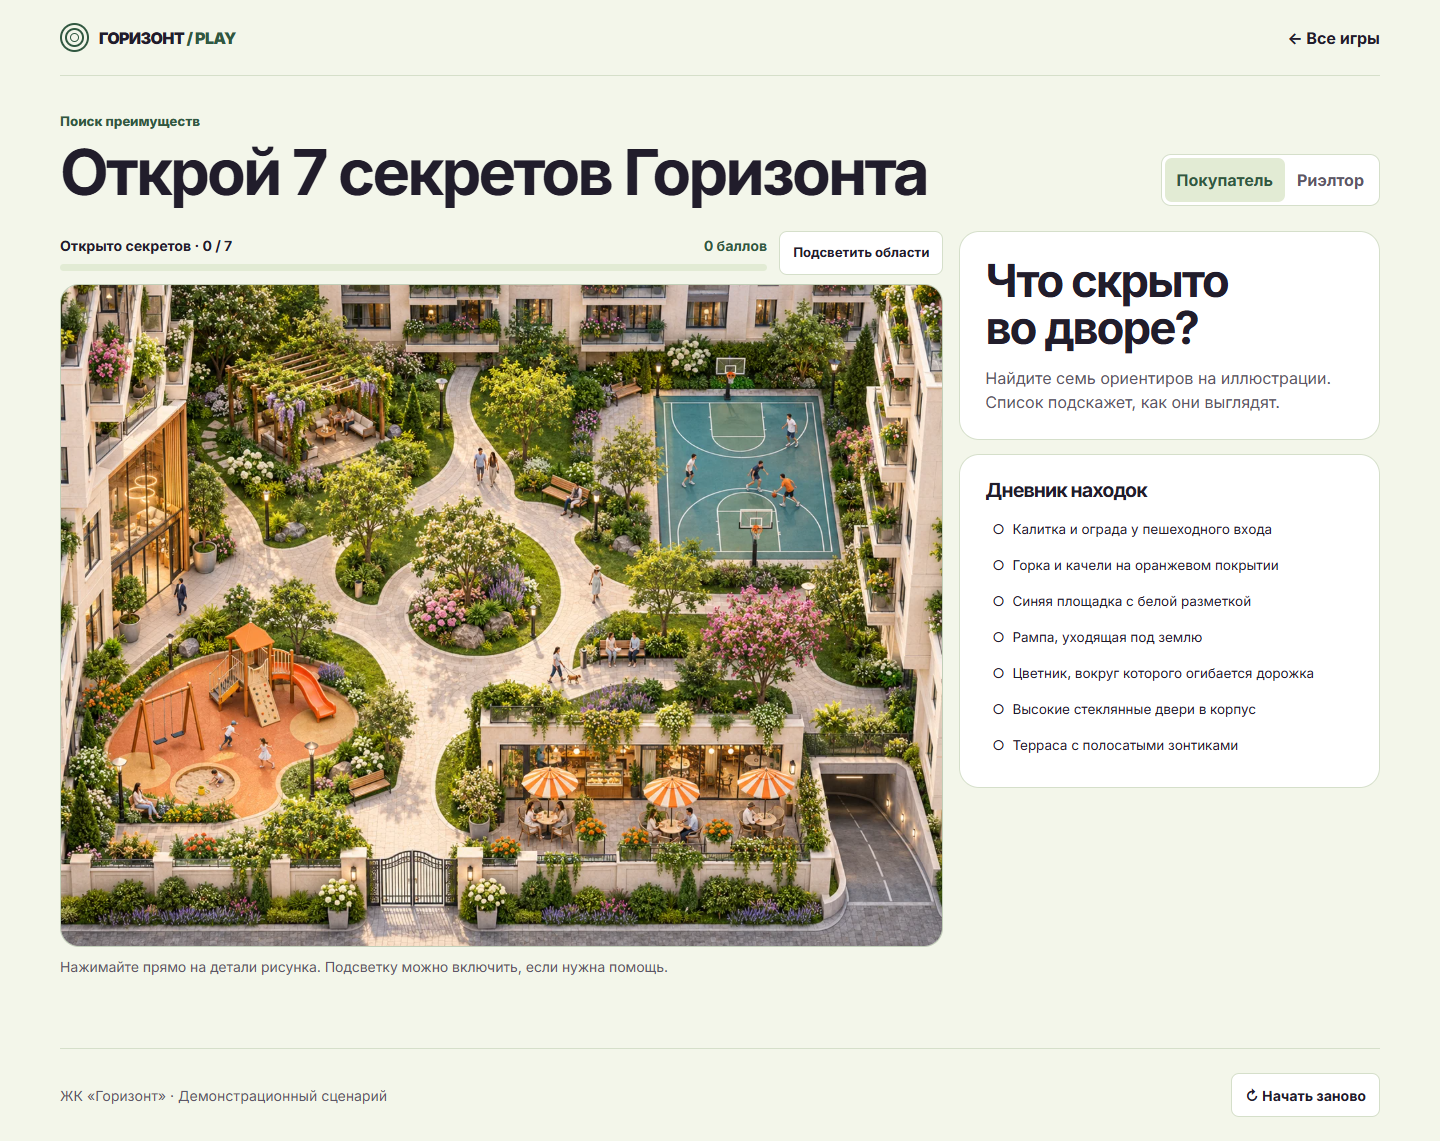 ГОРИЗОНТ / PLAY
← Все игры
Поиск преимуществ
Открой 7 секретов Горизонта
Покупатель
Риэлтор
Открыто секретов · 0 / 7
0 баллов
Подсветить области
Что скрыто
во дворе?
Найдите семь ориентиров на иллюстрации.
Список подскажет, как они выглядят.
Дневник находок
Калитка и ограда у пешеходного входа
Горка и качели на оранжевом покрытии
Синяя площадка с белой разметкой
Рампа, уходящая под землю
Цветник, вокруг которого огибается дорожка
Высокие стеклянные двери в корпус
Терраса с полосатыми зонтиками
Нажимайте прямо на детали рисунка. Подсветку можно включить, если нужна помощь.
ЖК «Горизонт» · Демонстрационный сценарий
↻ Начать заново